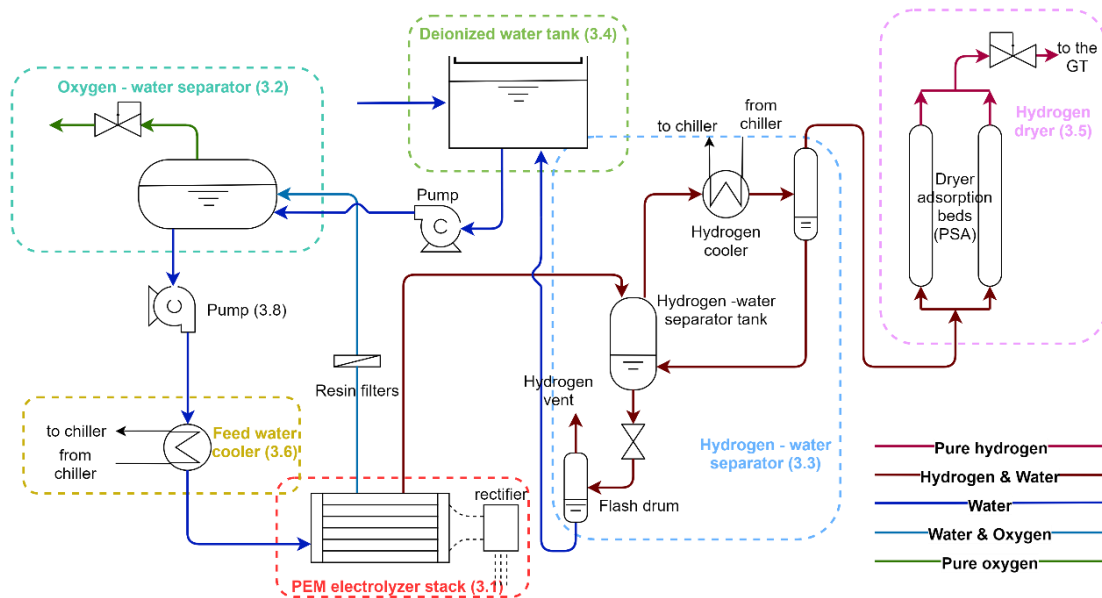 Deionized water tank (3.4)
to the
GT
Oxygen - water separator (3.2)
from
chiller
to chiller
Hydrogen
dryer (3.5)
Pump
Dryer
adsorption
beds
(PSA)
Hydrogen
cooler
Pump (3.8)
Hydrogen -water
separator tank
Resin filters
Hydrogen
vent
to chiller
from
chiller
Feed water
cooler (3.6)
Hydrogen - water
separator (3.3)
rectifier
Flash drum
PEM electrolyzer stack (3.1)
Pure hydrogen
Hydrogen & Water
Water
Water & Oxygen
Pure oxygen